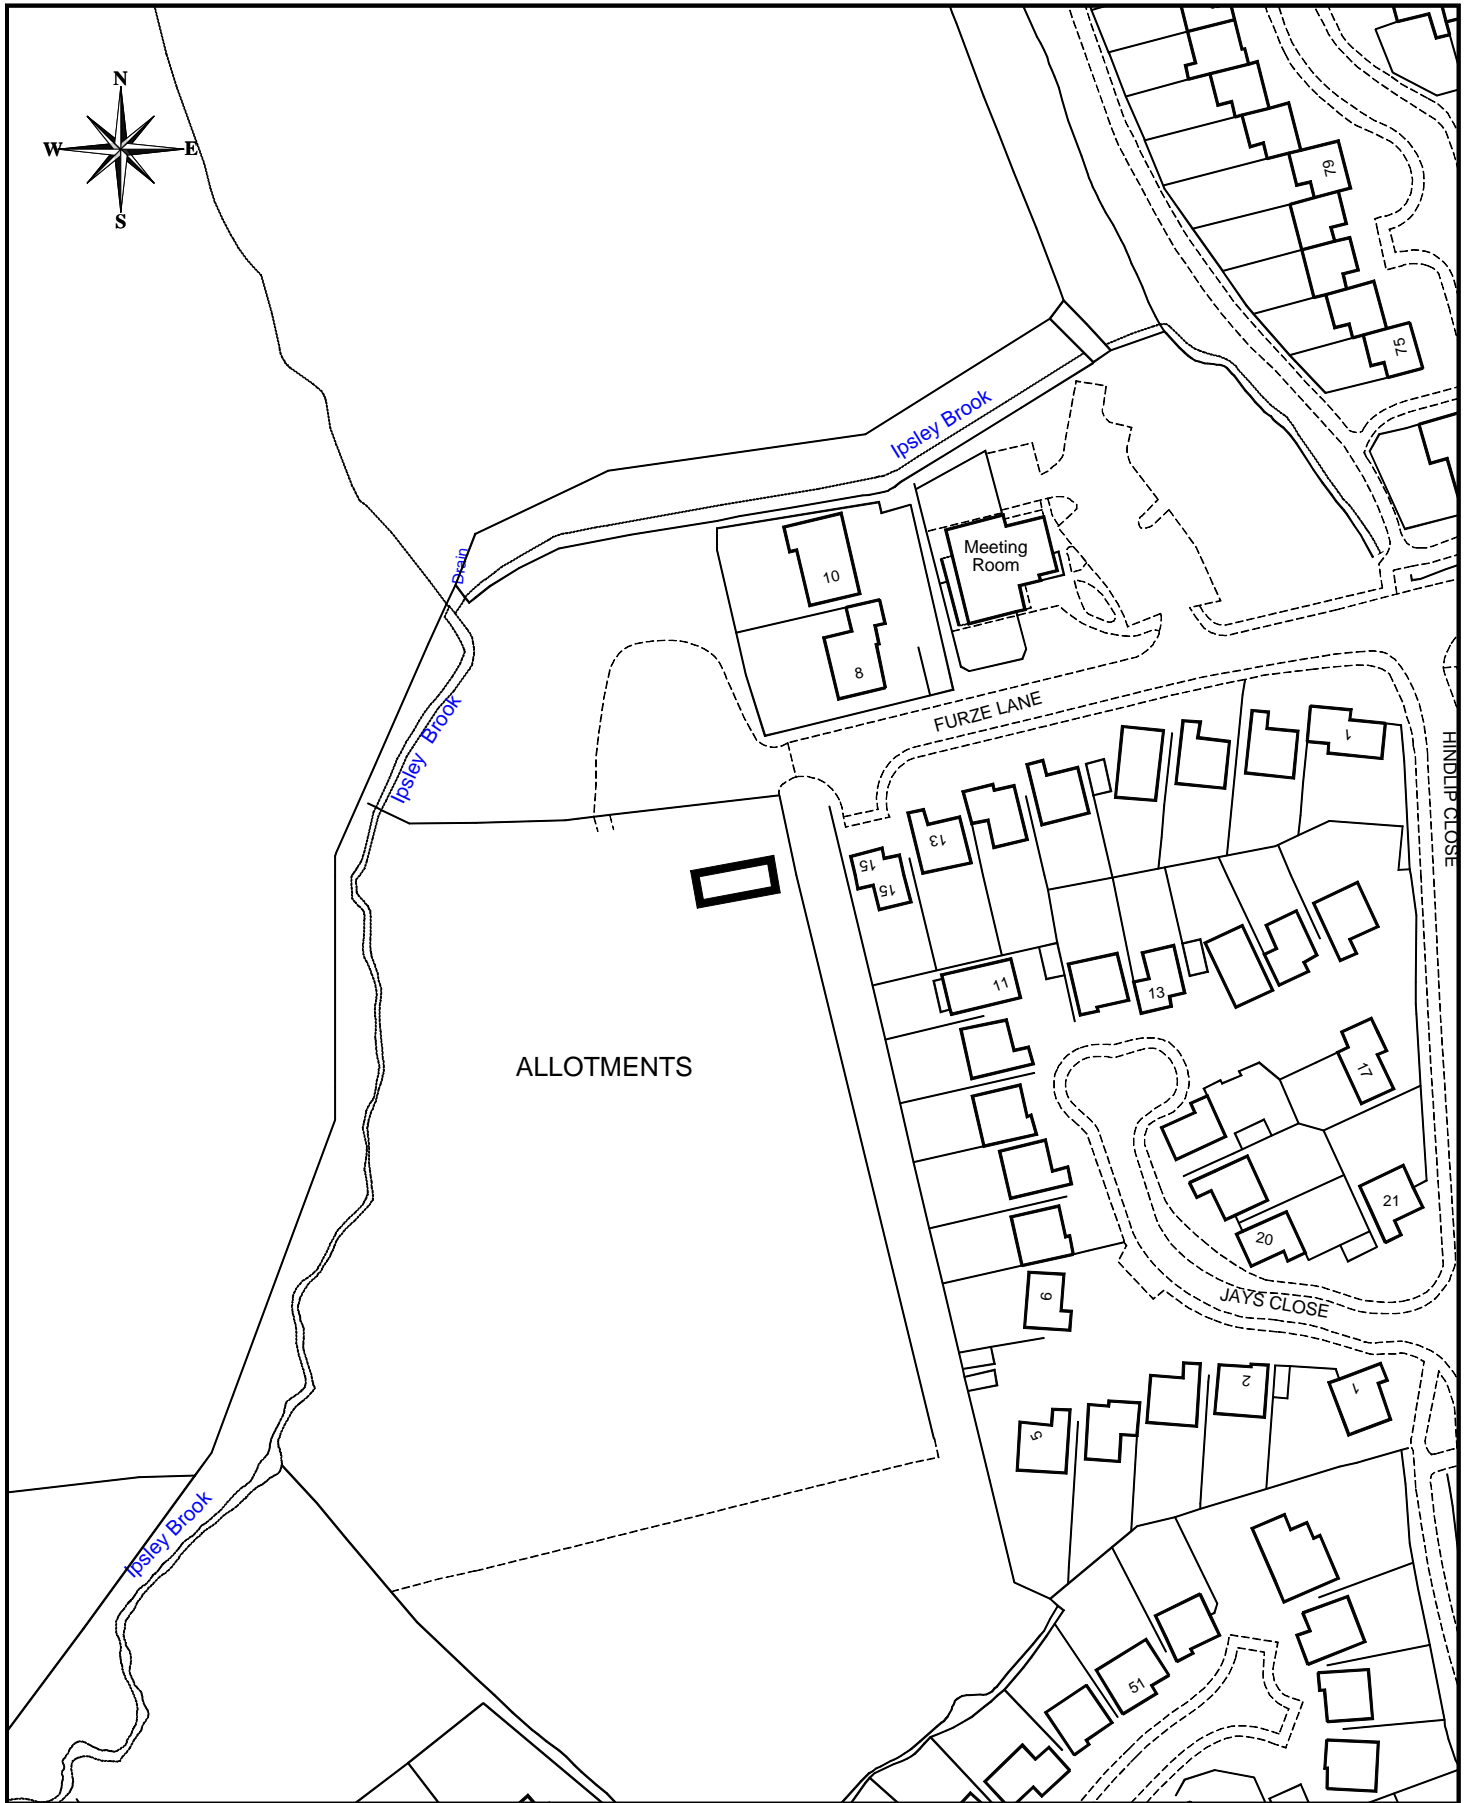 N
W E
S
79
75
Ipsley Brook
Drain
Meeting
Room
10
8
FURZE LANE
Ipsley Brook
1
HINDLIP CLOSE
13
15
15
11
13
ALLOTMENTS
17
21
20
9
JAYS CLOSE
2
1
5
Ipsley Brook
51